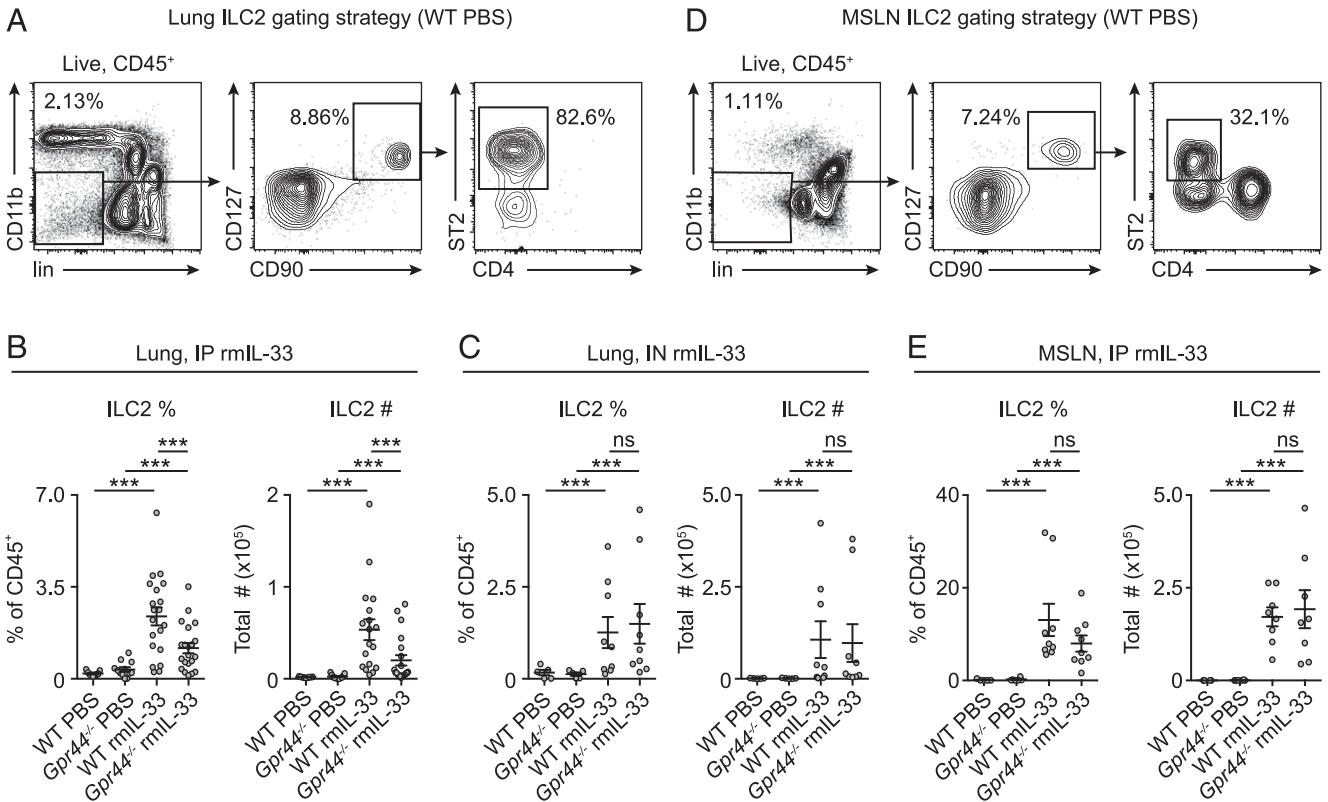 A
Lung ILC2 gating strategy (WT PBS)
Live, CD45⁺
2.13%
CD11b
lin
8.86%
CD127
CD90
82.6%
ST2
CD4
D
MSLN ILC2 gating strategy (WT PBS)
Live, CD45⁺
1.11%
CD11b
lin
7.24%
CD127
CD90
32.1%
ST2
CD4
B
Lung, IP rmIL-33
ILC2 %
***
***
***
7.0
3.5
0
% of CD45⁺
WT PBS
Gpr44⁻/⁻ PBS
WT rmIL-33
Gpr44⁻/⁻ rmIL-33
ILC2 #
***
***
***
2
1
0
Total # (x10⁵)
WT PBS
Gpr44⁻/⁻ PBS
WT rmIL-33
Gpr44⁻/⁻ rmIL-33
C
Lung, IN rmIL-33
ILC2 %
ns
***
***
5.0
2.5
0
% of CD45⁺
WT PBS
Gpr44⁻/⁻ PBS
WT rmIL-33
Gpr44⁻/⁻ rmIL-33
ILC2 #
ns
***
***
5.0
2.5
0
Total # (x10⁵)
WT PBS
Gpr44⁻/⁻ PBS
WT rmIL-33
Gpr44⁻/⁻ rmIL-33
E
MSLN, IP rmIL-33
ILC2 %
ns
***
***
40
20
0
% of CD45⁺
WT PBS
Gpr44⁻/⁻ PBS
WT rmIL-33
Gpr44⁻/⁻ rmIL-33
ILC2 #
ns
***
***
5.0
2.5
0
Total # (x10⁵)
WT PBS
Gpr44⁻/⁻ PBS
WT rmIL-33
Gpr44⁻/⁻ rmIL-33